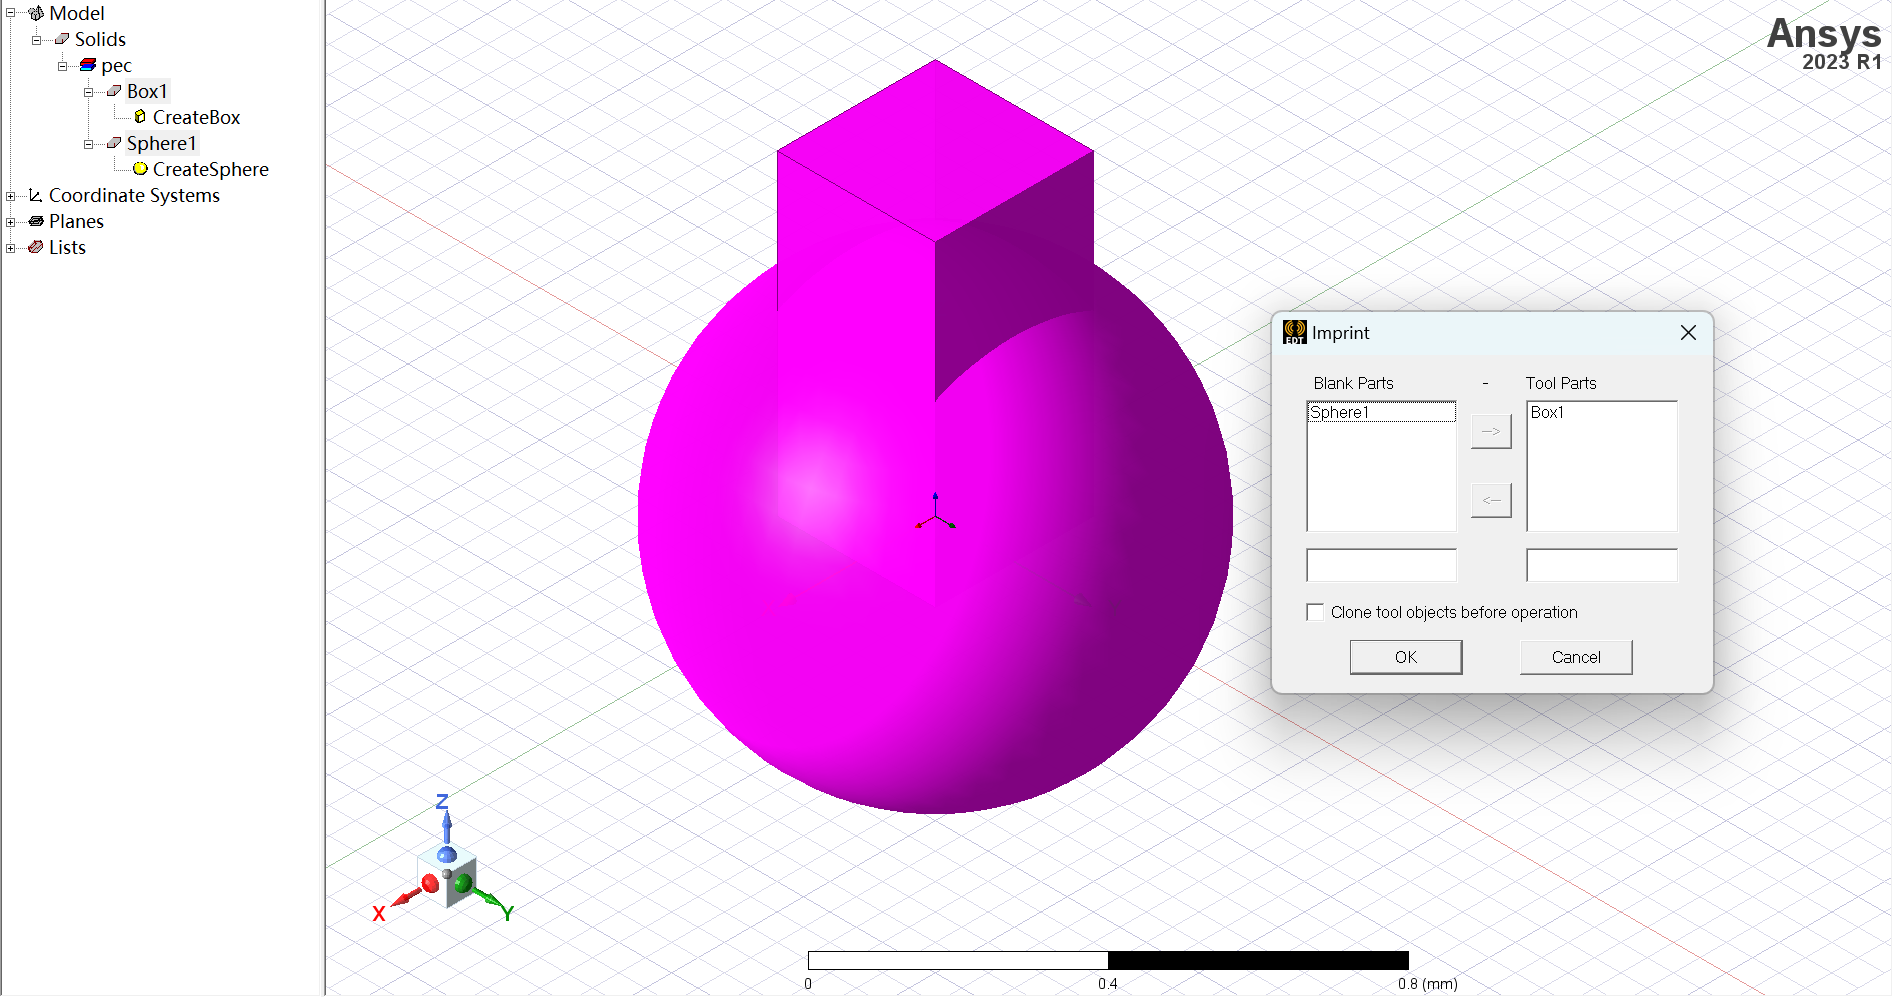 Model
Solids
pec
Box1
CreateBox
Sphere1
CreateSphere
Coordinate Systems
Planes
Lists
Ansys
2023 R1
EDT
Imprint
Blank Parts - Tool Parts
Sphere1
-->
Box1
<--
Clone tool objects before operation
OK Cancel
Z
X
Y
0 0.4 0.8 (mm)